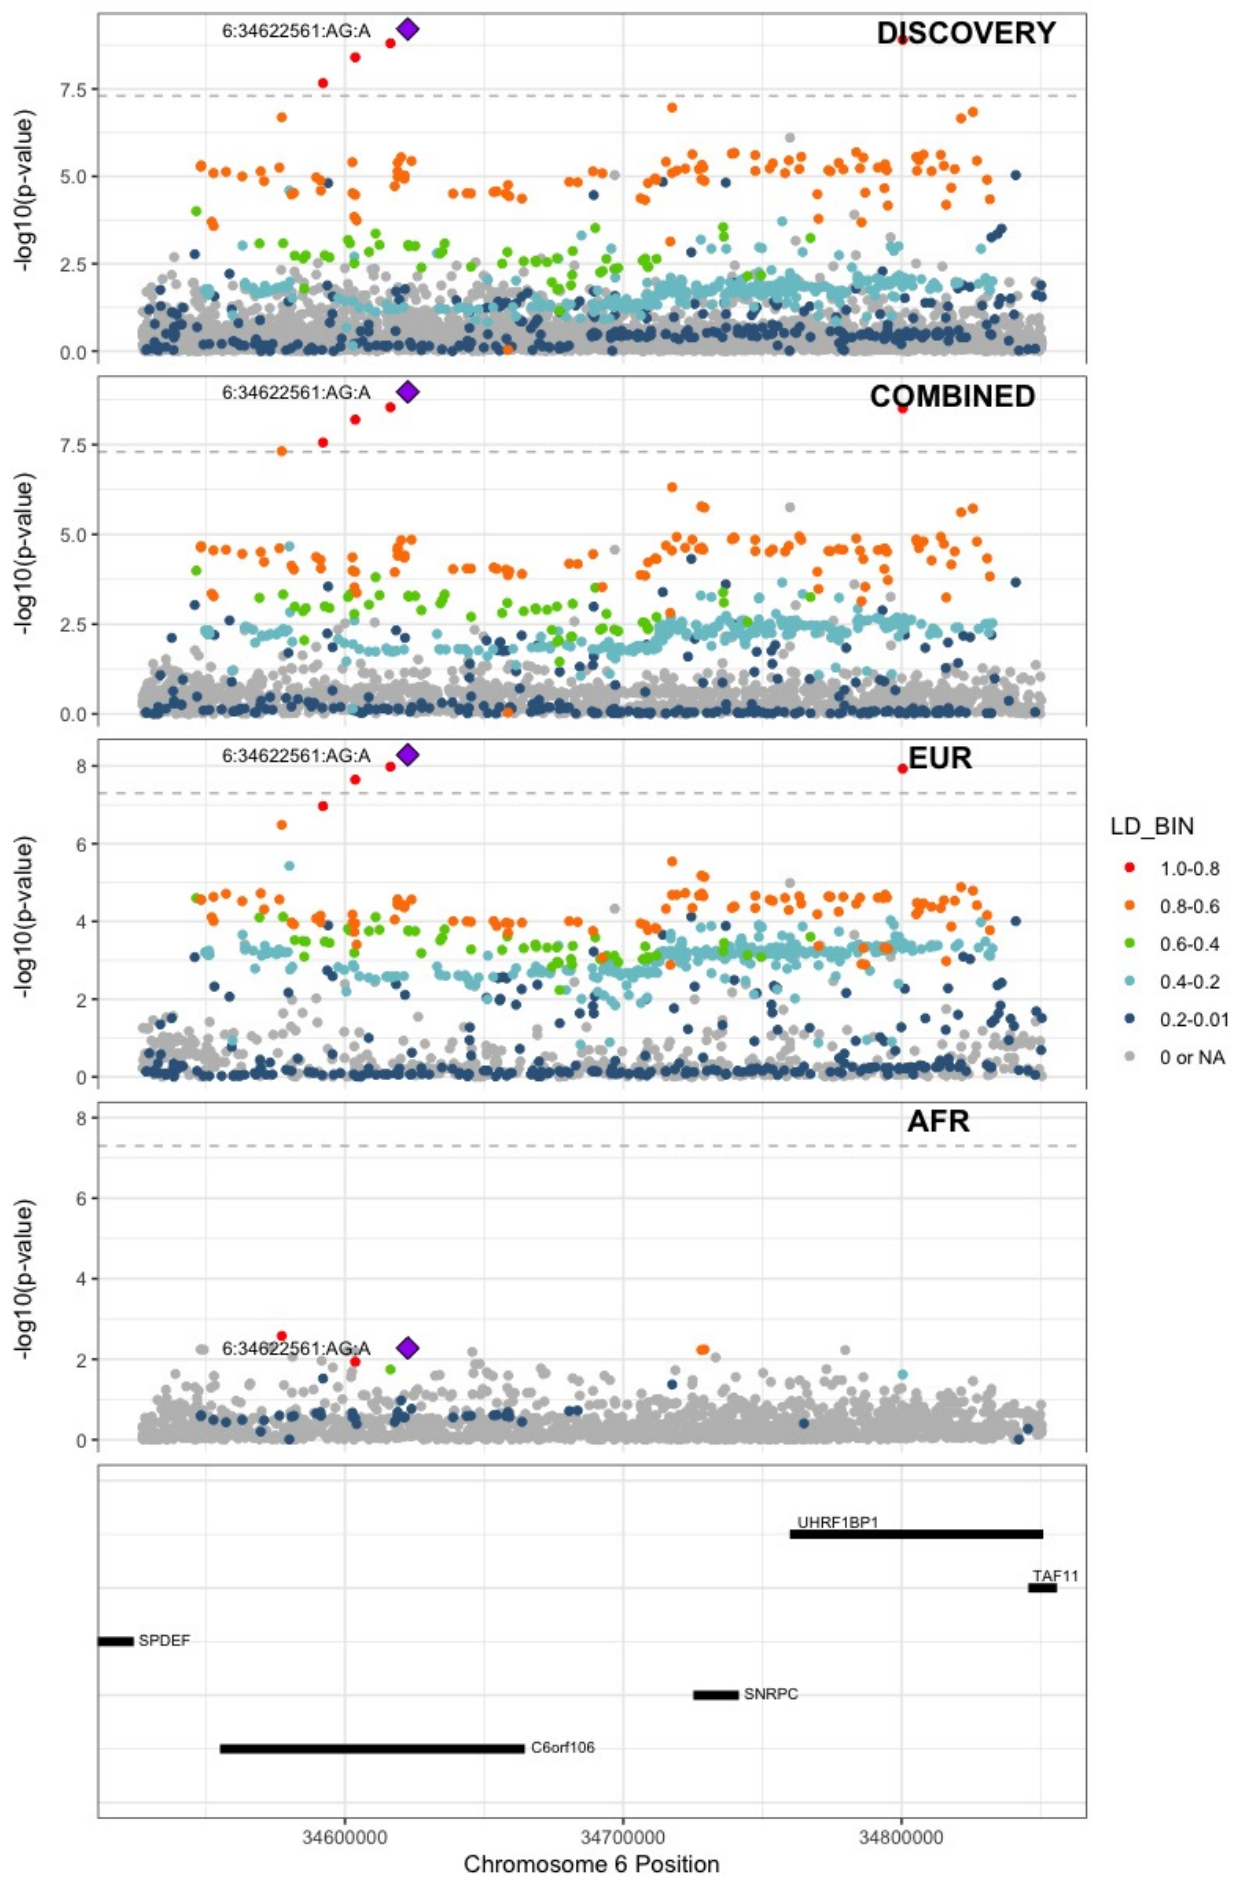 6:34622561:AG:A
DISCOVERY
7.5
5.0
2.5
0.0
-log10(p-value)
6:34622561:AG:A
COMBINED
7.5
5.0
2.5
0.0
-log10(p-value)
6:34622561:AG:A
EUR
8
6
4
2
0
-log10(p-value)
LD_BIN
1.0-0.8
0.8-0.6
0.6-0.4
0.4-0.2
0.2-0.01
0 or NA
AFR
8
6
4
2
0
-log10(p-value)
6:34622561:AG:A
UHRF1BP1
TAF11
SPDEF
SNRPC
C6orf106
34600000 34700000 34800000
Chromosome 6 Position